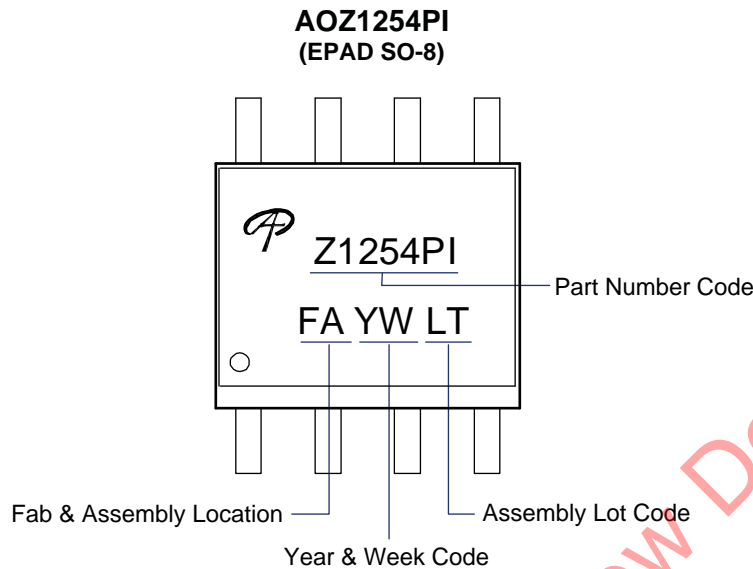 AOZ1254PI
(EPAD SO-8)
Z1254PI
Part Number Code
FA YW LT
Fab & Assembly Location
Assembly Lot Code
Year & Week Code